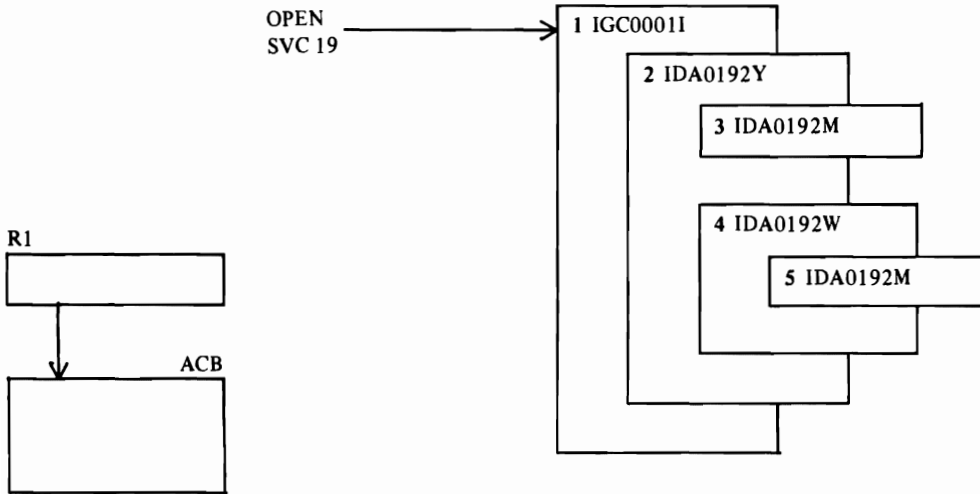 OPEN
SVC 19
1 IGC0001I
2 IDA0192Y
3 IDA0192M
4 IDA0192W
5 IDA0192M
R1
ACB